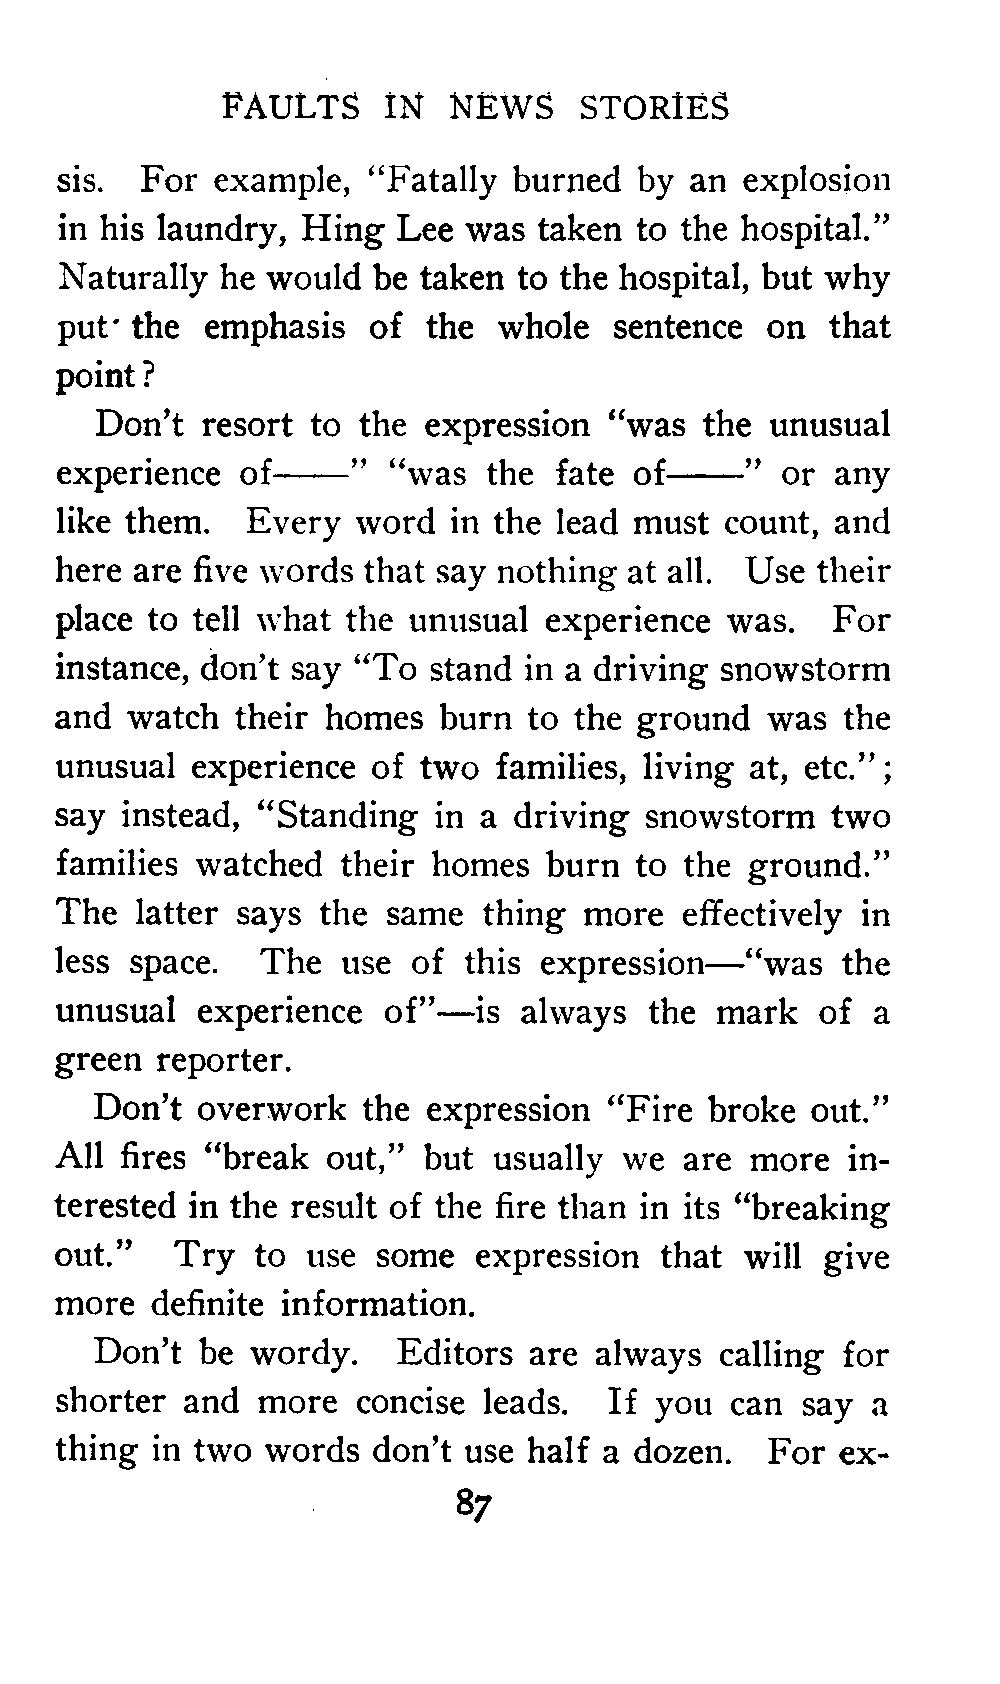 FAULTS IN NEWS STORIES
sis. For example, “Fatally burned by an explosion
in his laundry, Hing Lee was taken to the hospital.”
Naturally he would be taken to the hospital, but why
put the emphasis of the whole sentence on that
point?
Don't resort to the expression “was the unusual
experience of——” “was the fate of——” or any
like them. Every word in the lead must count, and
here are five words that say nothing at all. Use their
place to tell what the unusual experience was. For
instance, don't say “To stand in a driving snowstorm
and watch their homes burn to the ground was the
unusual experience of two families, living at, etc.”;
say instead, “Standing in a driving snowstorm two
families watched their homes burn to the ground.”
The latter says the same thing more effectively in
less space. The use of this expression—“was the
unusual experience of”—is always the mark of a
green reporter.
Don't overwork the expression “Fire broke out.”
All fires “break out,” but usually we are more in-
terested in the result of the fire than in its “breaking
out.” Try to use some expression that will give
more definite information.
Don't be wordy. Editors are always calling for
shorter and more concise leads. If you can say a
thing in two words don't use half a dozen. For ex-
87